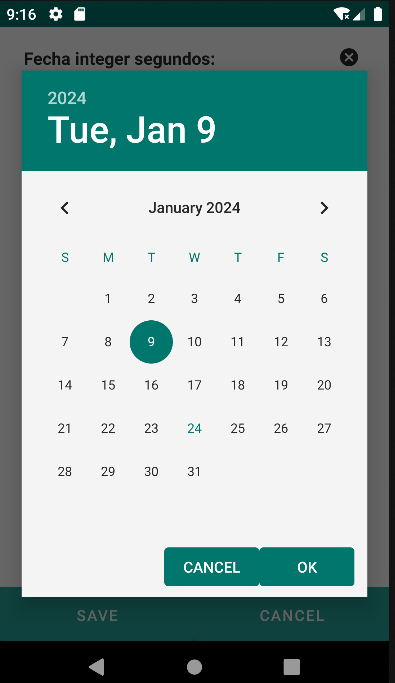 9:16
Fecha integer segundos:
2024
Tue, Jan 9
January 2024
S M T W T F S
1 2 3 4 5 6
7 8 9 10 11 12 13
14 15 16 17 18 19 20
21 22 23 24 25 26 27
28 29 30 31
CANCEL OK
SAVE CANCEL